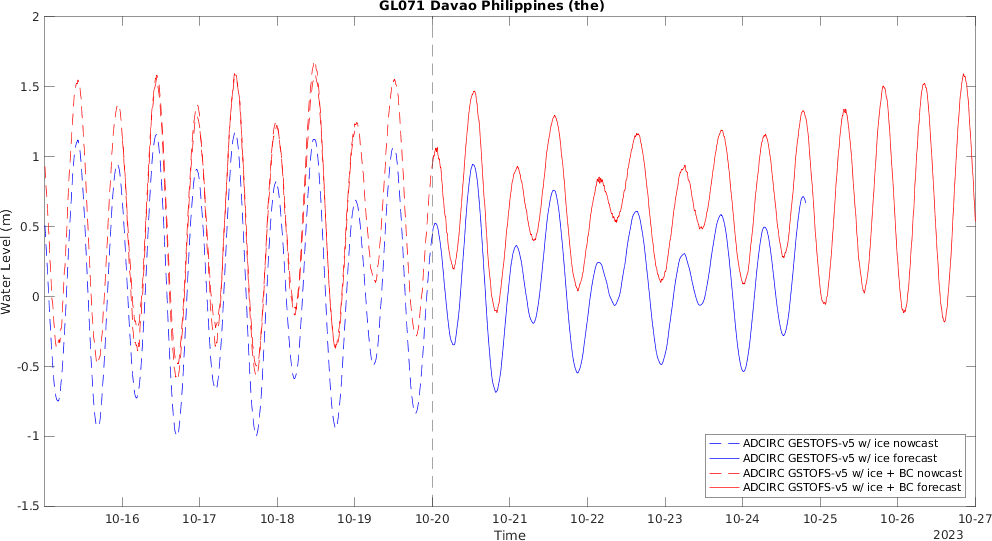 GL071 Davao Philippines (the)
2
1.5
1
0.5
0
-0.5
-1
-1.5
Water Level (m)
ADCIRC GESTOFS-v5 w/ ice nowcast
ADCIRC GESTOFS-v5 w/ ice forecast
ADCIRC GSTOFS-v5 w/ ice + BC nowcast
ADCIRC GSTOFS-v5 w/ ice + BC forecast
10-16 10-17 10-18 10-19 10-20 10-21 10-22 10-23 10-24 10-25 10-26 10-27
Time
2023